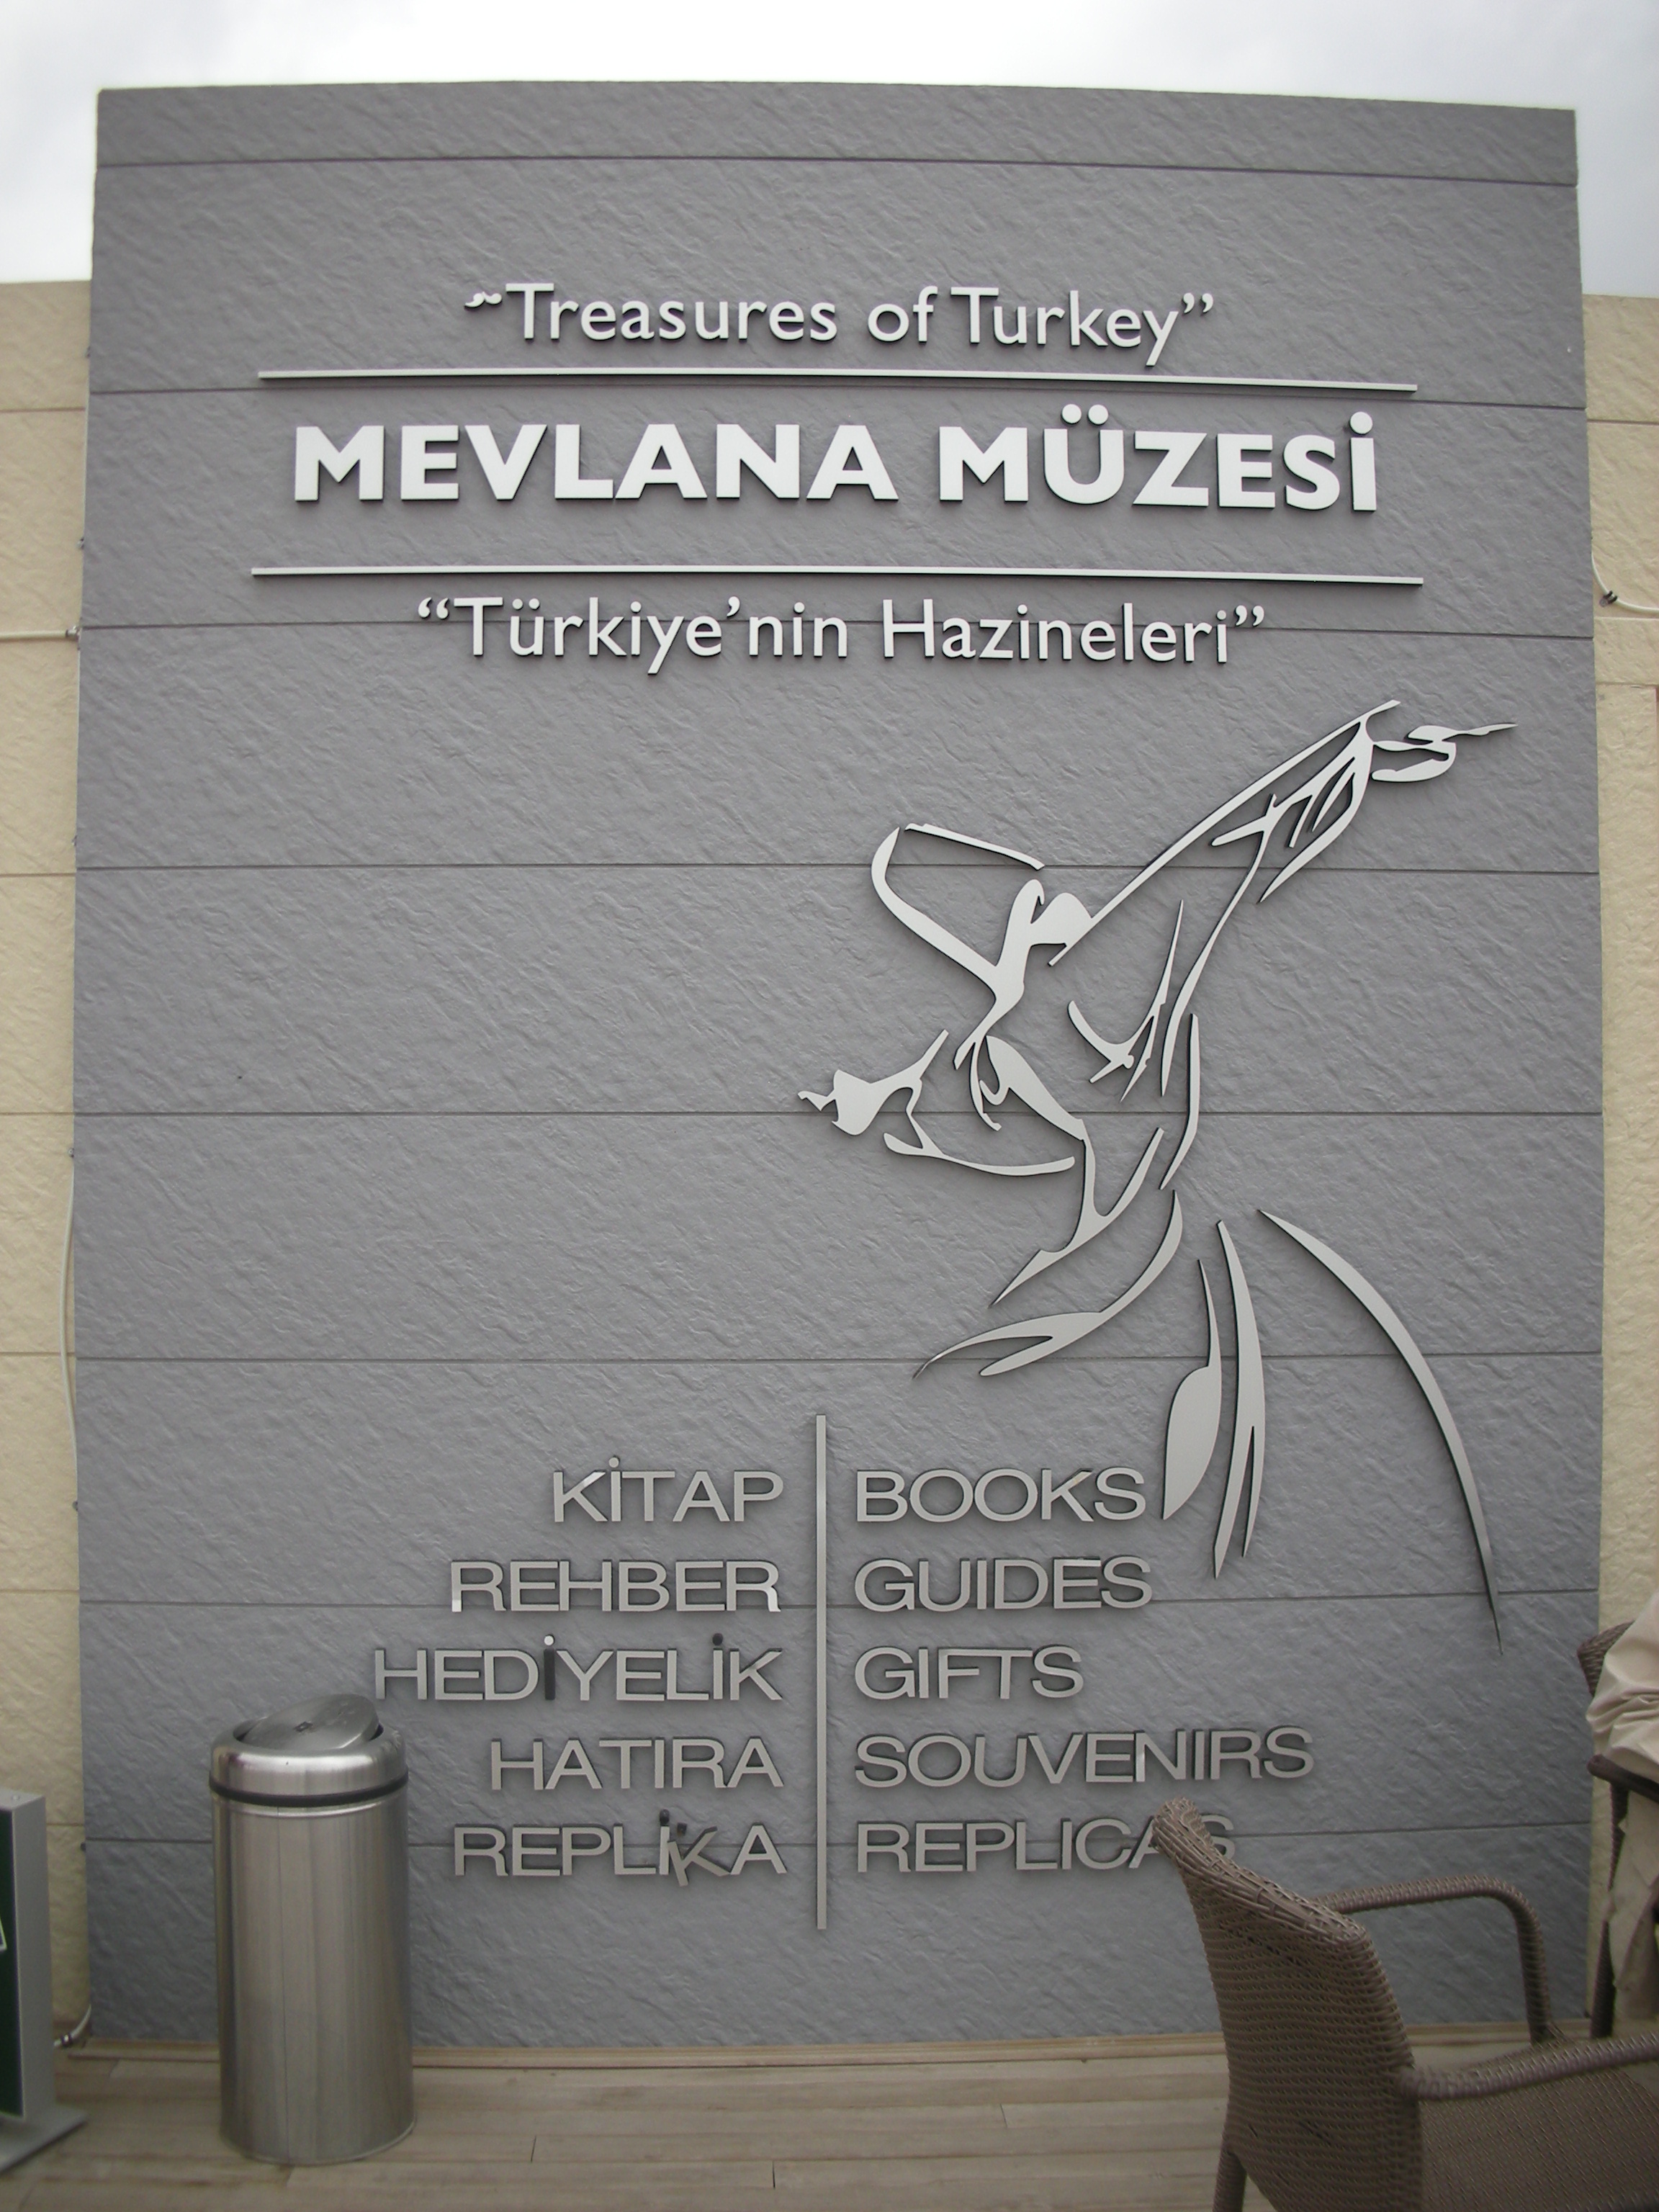 “Treasures of Turkey”
MEVLANA MÜZESİ
“Türkiye’nin Hazineleri”
KİTAP BOOKS
REHBER GUIDES
HEDİYELİK GIFTS
HATIRA SOUVENIRS
REPLİKA REPLICAS